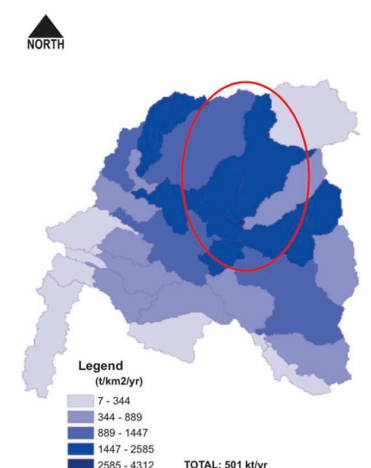 NORTH
Legend
(t/km2/yr)
7 - 344
344 - 889
889 - 1447
1447 - 2585
2585 - 4312 TOTAL: 501 kt/yr